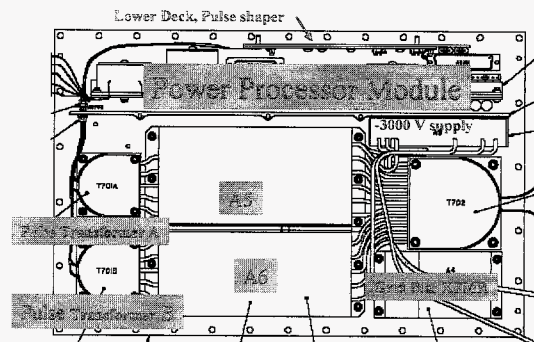 Lower Deck, Pulse shaper
Power Processor Module
-3000 V supply
T701A
A5
T702
Pulse Transformer A
T701B
A6
Pulse Transformer B